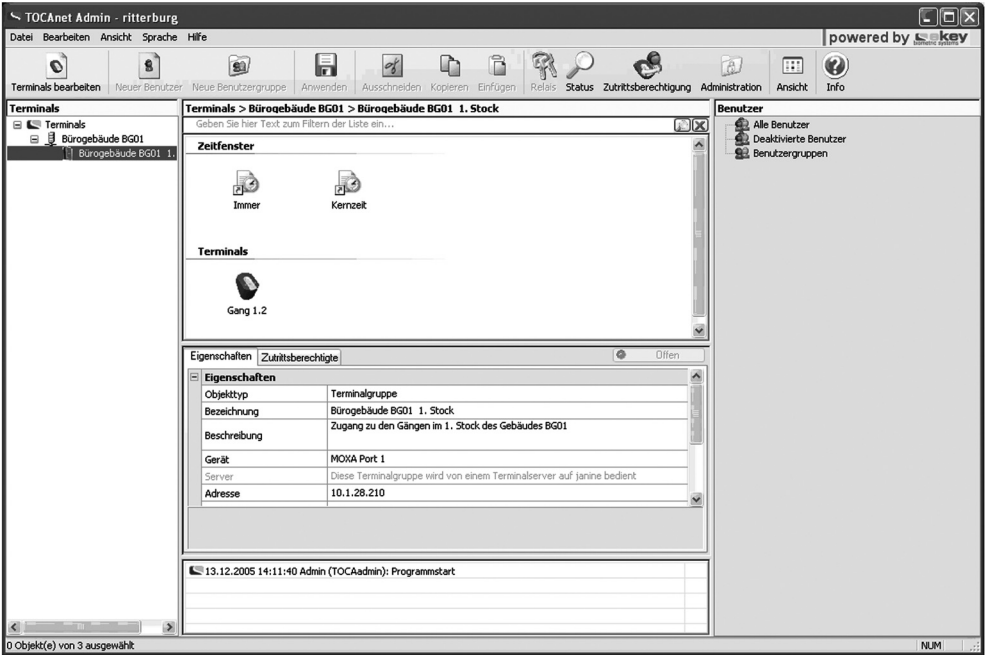 TOCAnet Admin - ritterburg
Datei Bearbeiten Ansicht Sprache Hilfe
powered by ekey
biometric systems
Terminals bearbeiten Neuer Benutzer Neue Benutzergruppe Anwenden Ausschneiden Kopieren Einfügen Relais Status Zutrittsberechtigung Administration Ansicht Info
Terminals
Terminals
Bürogebäude BG01
Bürogebäude BG01 1.
Terminals > Bürogebäude BG01 > Bürogebäude BG01 1. Stock
Geben Sie hier Text zum Filtern der Liste ein...
Zeitfenster
Immer Kernzeit
Terminals
Gang 1.2
Eigenschaften Zutrittsberechtigte Offen
Eigenschaften
Objekttyp Terminalgruppe
Bezeichnung Bürogebäude BG01 1. Stock
Beschreibung Zugang zu den Gängen im 1. Stock des Gebäudes BG01
Gerät MOXA Port 1
Server Diese Terminalgruppe wird von einem Terminalserver auf janine bedient
Adresse 10.1.28.210
13.12.2005 14:11:40 Admin (TOCAadmin): Programmstart
Benutzer
Alle Benutzer
Deaktivierte Benutzer
Benutzergruppen
0 Objekt(e) von 3 ausgewählt NUM